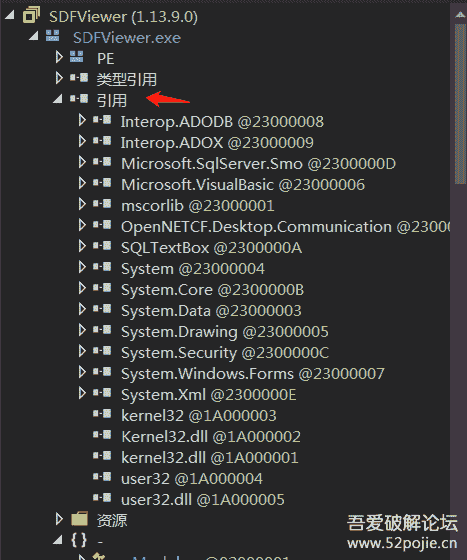 SDFViewer (1.13.9.0)
SDFViewer.exe
PE
类型引用
引用
Interop.ADODB @23000008
Interop.ADOX @23000009
Microsoft.SqlServer.Smo @2300000D
Microsoft.VisualBasic @23000006
mscorlib @23000001
OpenNETCF.Desktop.Communication @23000
SQLTextBox @2300000A
System @23000004
System.Core @2300000B
System.Data @23000003
System.Drawing @23000005
System.Security @2300000C
System.Windows.Forms @23000007
System.Xml @2300000E
kernel32 @1A000003
Kernel32.dll @1A000002
kernel32.dll @1A000001
user32 @1A000004
user32.dll @1A000005
资源
{ } -
吾爱破解论坛
www.52pojie.cn